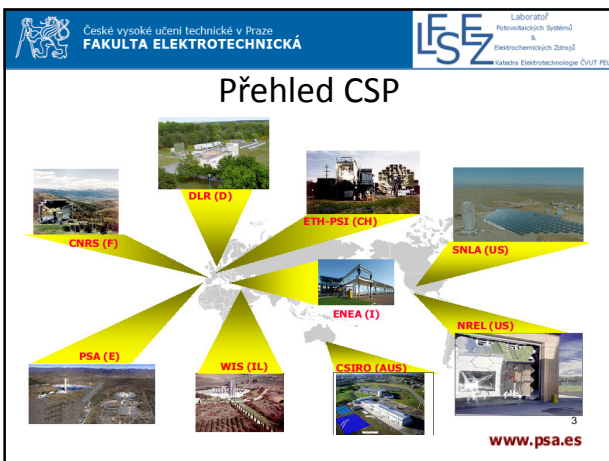 České vysoké učení technické v Praze
FAKULTA ELEKTROTECHNICKÁ
LFSEZ
Laboratoř
Fotovoltaických Systémů
&
Elektrochemických Zdrojů
Katedra Elektrotechnologie ČVUT FEL
Přehled CSP
DLR (D)
ETH-PSI (CH)
CNRS (F)
SNLA (US)
ENEA (I)
NREL (US)
PSA (E)
WIS (IL)
CSIRO (AUS)
3
www.psa.es